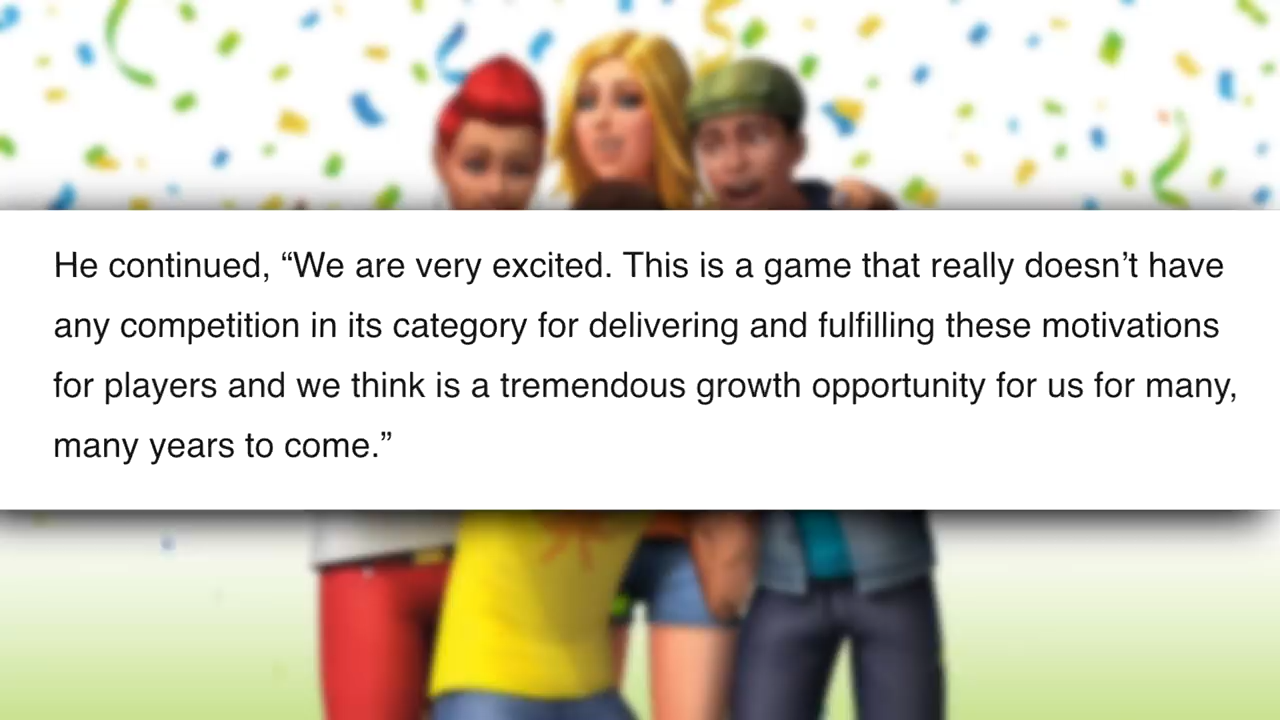 He continued, “We are very excited. This is a game that really doesn’t have
any competition in its category for delivering and fulfilling these motivations
for players and we think is a tremendous growth opportunity for us for many,
many years to come.”